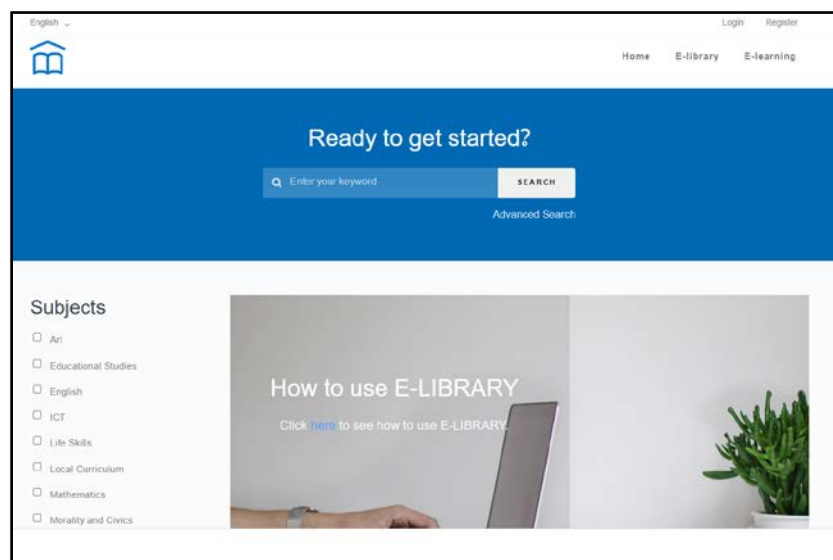 English
Login Register
Home E-library E-learning
Ready to get started?
Enter your keyword SEARCH
Advanced Search
Subjects
Art
Educational Studies
English
ICT
Life Skills
Local Curriculum
Mathematics
Morality and Civics
How to use E-LIBRARY
Click here to see how to use E-LIBRARY.